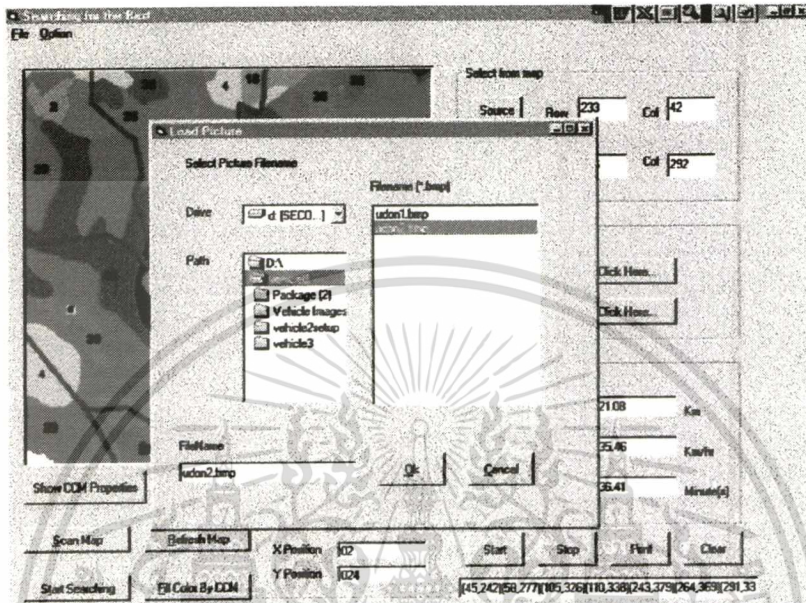 Searching for the Best
File Option
Select from map
Source Row 233 Col 42
Col 292
Load Picture
Select Picture Filename
Filename (*.bmp)
Drive d: [SECO...]
udon1.bmp
Path D:\
Package (2)
Vehicle Images
vehicle2setup
vehicle3
FileName
udon2.bmp
Ok Cancel
Click Here...
Click Here...
21.08 Km
35.46 Km/hr
36.41 Minute(s)
Show CCM Properties
Scan Map Refresh Map X Position 02 Start Stop Print Clear
Start Searching Fill Color By CCM Y Position 024 (45,242)(58,277)(105,326)(110,338)(243,379)(264,369)(291,33